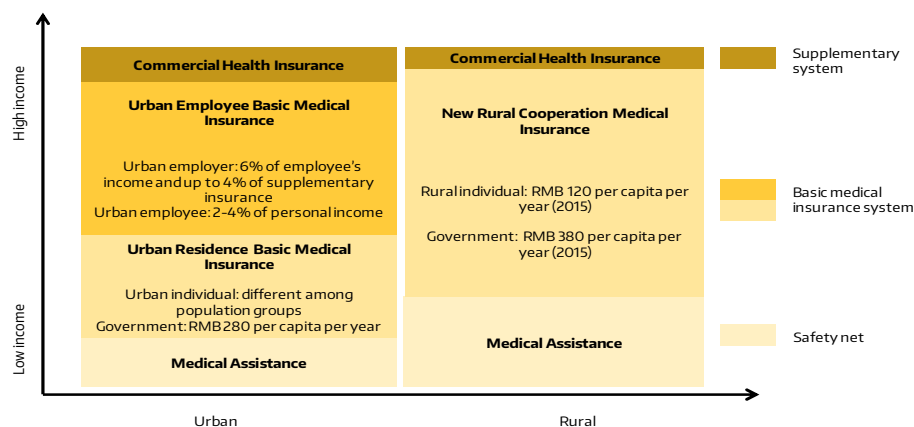 High income
Low income
Commercial Health Insurance
Urban Employee Basic Medical
Insurance
Urban employer: 6% of employee's
income and up to 4% of supplementary
insurance
Urban employee: 2-4% of personal income
Urban Residence Basic Medical
Insurance
Urban individual: different among
population groups
Government: RMB 280 per capita per year
Medical Assistance
Commercial Health Insurance
New Rural Cooperation Medical
Insurance
Rural individual: RMB 120 per capita per
year (2015)
Government: RMB 380 per capita per
year (2015)
Medical Assistance
Supplementary
system
Basic medical
insurance system
Safety net
Urban
Rural